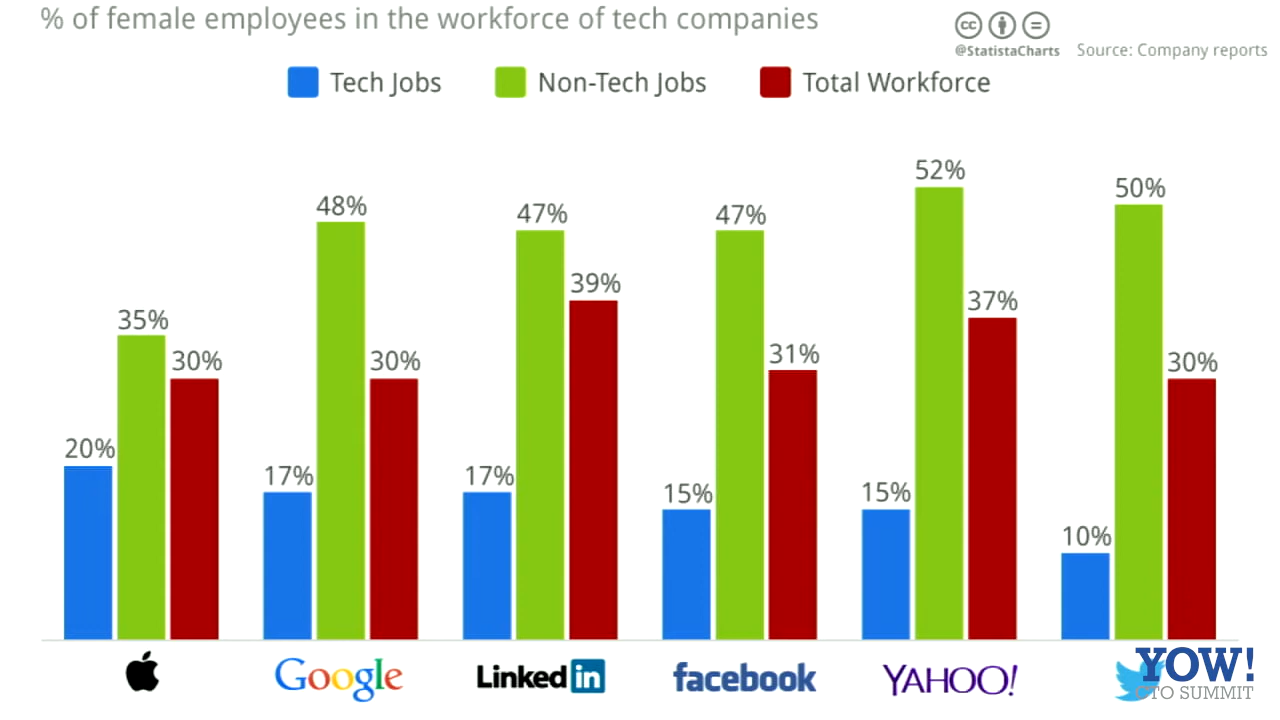 % of female employees in the workforce of tech companies
cc
@StatistaCharts Source: Company reports
Tech Jobs Non-Tech Jobs Total Workforce
20% 35% 30%
17% 48% 30%
17% 47% 39%
15% 47% 31%
15% 52% 37%
10% 50% 30%
Google LinkedIn facebook YAHOO! YOW!
CTO SUMMIT